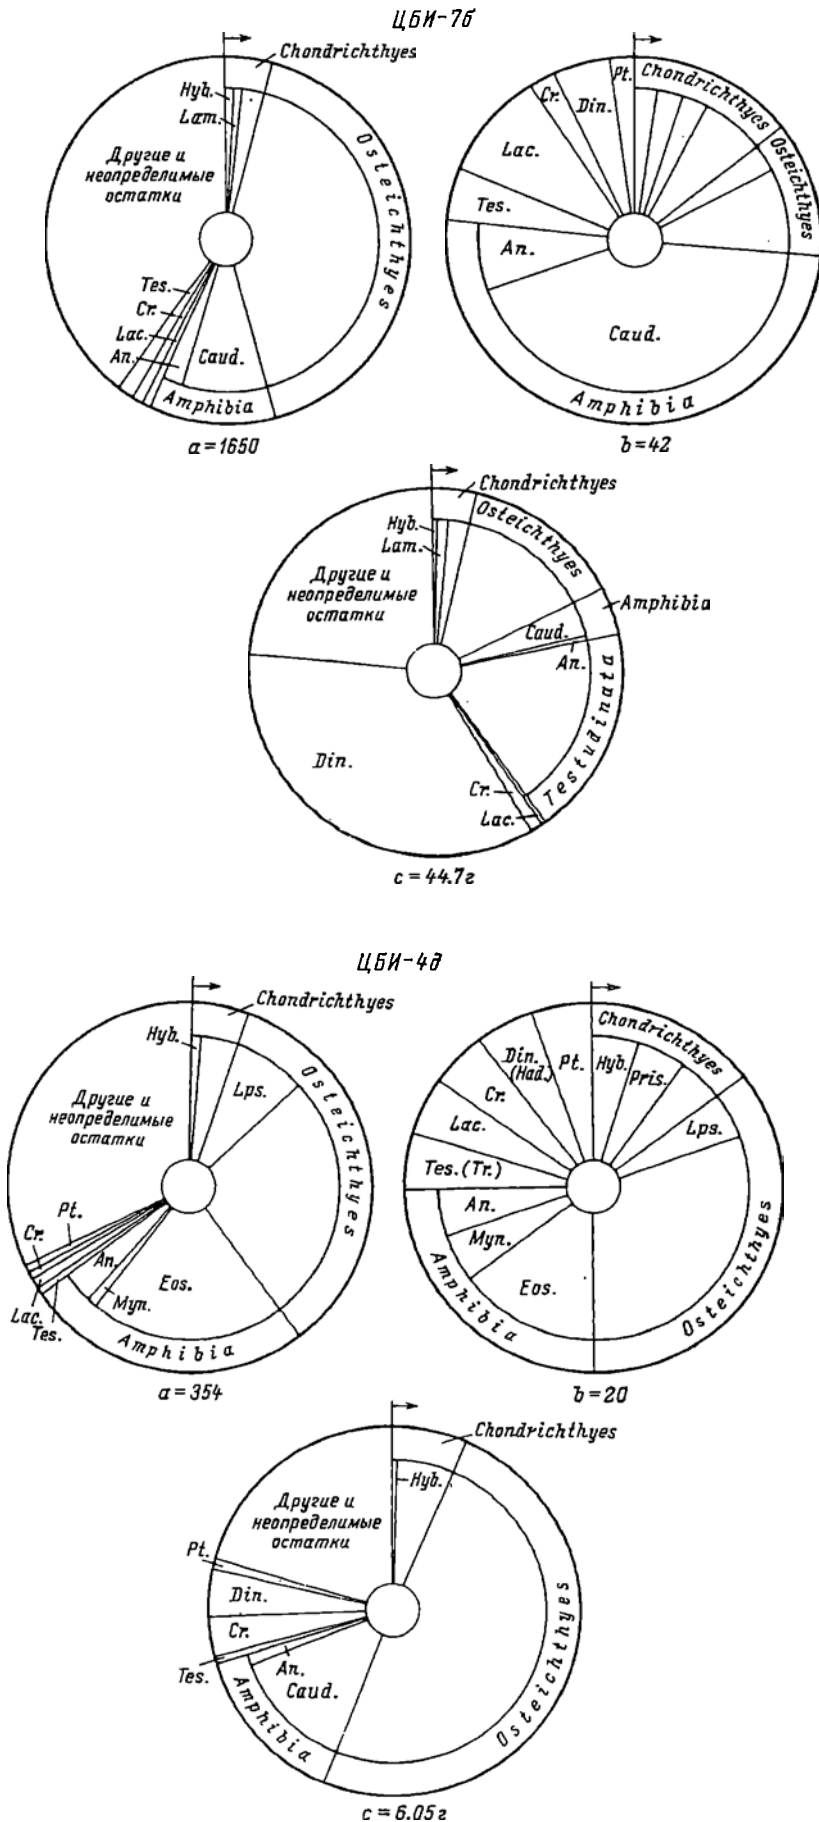 ЦБИ-7б
Chondrichthyes
Hyb.
Lam.
Другие и
неопределимые
остатки
Osteichthyes
Tes.
Cr.
Lac.
An.
Caud.
Amphibia
a=1650
Pt.
Chondrichthyes
Cr.
Din.
Osteichthyes
Lac.
Tes.
An.
Caud.
Amphibia
b=42
Chondrichthyes
Hyb.
Lam.
Osteichthyes
Другие и
неопределимые
остатки
Amphibia
Caud.
An.
Testudinata
Din.
Cr.
Lac.
c=44.7г
ЦБИ-4д
Chondrichthyes
Hyb.
Lps.
Osteichthyes
Другие и
неопределимые
остатки
Pt.
Cr.
An.
Eos.
Myn.
Lac.
Tes.
Amphibia
a=354
Chondrichthyes
Din.
(Had.)
Pt.
Hyb.
Pris.
Cr.
Lac.
Lps.
Tes.(Tr.)
An.
Myn.
Eos.
Amphibia
Osteichthyes
b=20
Chondrichthyes
Hyb.
Другие и
неопределимые
остатки
Pt.
Din.
Cr.
Tes.
An.
Caud.
Amphibia
Osteichthyes
c=6.05г